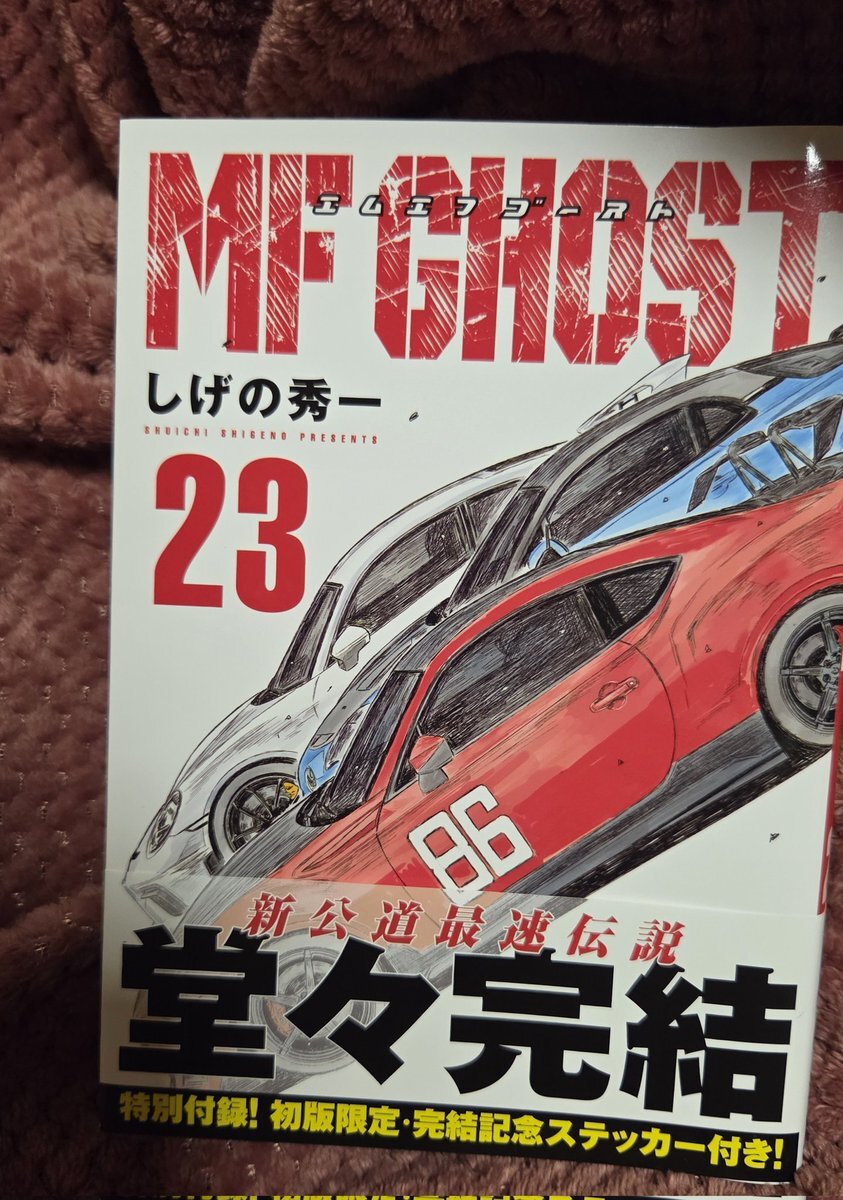 MF GHOST
エムエフ ゴースト
しげの秀一
SHUICHI SHIGENO PRESENTS
23
86
新公道最速伝説
堂々完結
特別付録！初版限定・完結記念ステッカー付き！